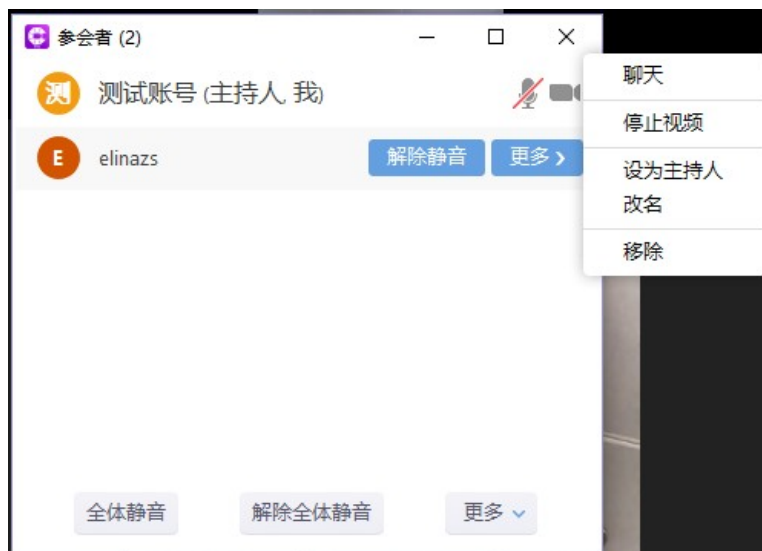 参会者 (2)
测 测试账号 (主持人, 我)
E elinazs 解除静音 更多
聊天
停止视频
设为主持人
改名
移除
全体静音 解除全体静音 更多